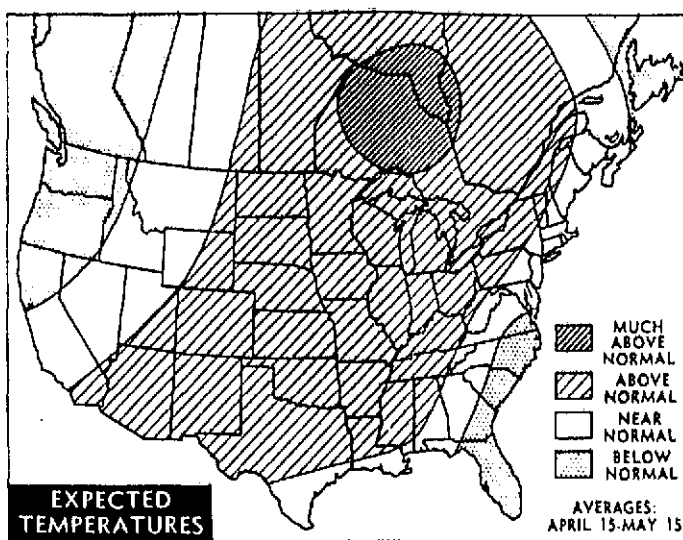 MUCH
ABOVE
NORMAL
ABOVE
NORMAL
NEAR
NORMAL
BELOW
NORMAL
EXPECTED
TEMPERATURES
AVERAGES:
APRIL 15-MAY 15